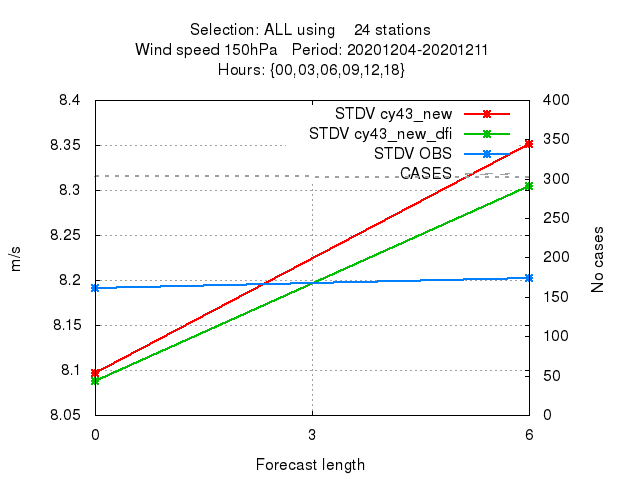 Selection: ALL using    24 stations
Wind speed 150hPa   Period: 20201204-20201211
Hours: {00,03,06,09,12,18}
STDV cy43_new
STDV cy43_new_dfi
STDV OBS
CASES
8.4
8.35
8.3
8.25
8.2
8.15
8.1
8.05
m/s
400
350
300
250
200
150
100
50
0
No cases
0 3 6
Forecast length